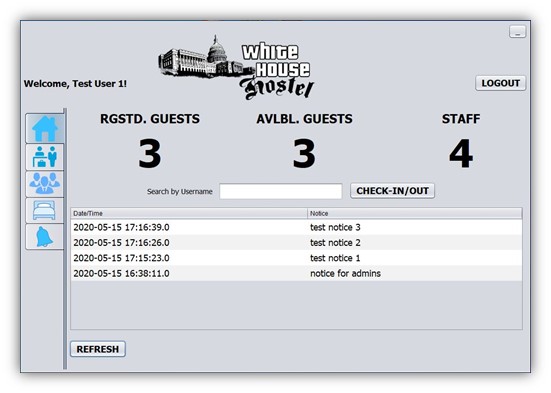 _
WHITE
HOUSE
Hostel
Welcome, Test User 1!
LOGOUT
RGSTD. GUESTS AVLBL. GUESTS STAFF
3 3 4
Search by Username CHECK-IN/OUT
Date/Time Notice
2020-05-15 17:16:39.0 test notice 3
2020-05-15 17:16:26.0 test notice 2
2020-05-15 17:15:23.0 test notice 1
2020-05-15 16:38:11.0 notice for admins
REFRESH